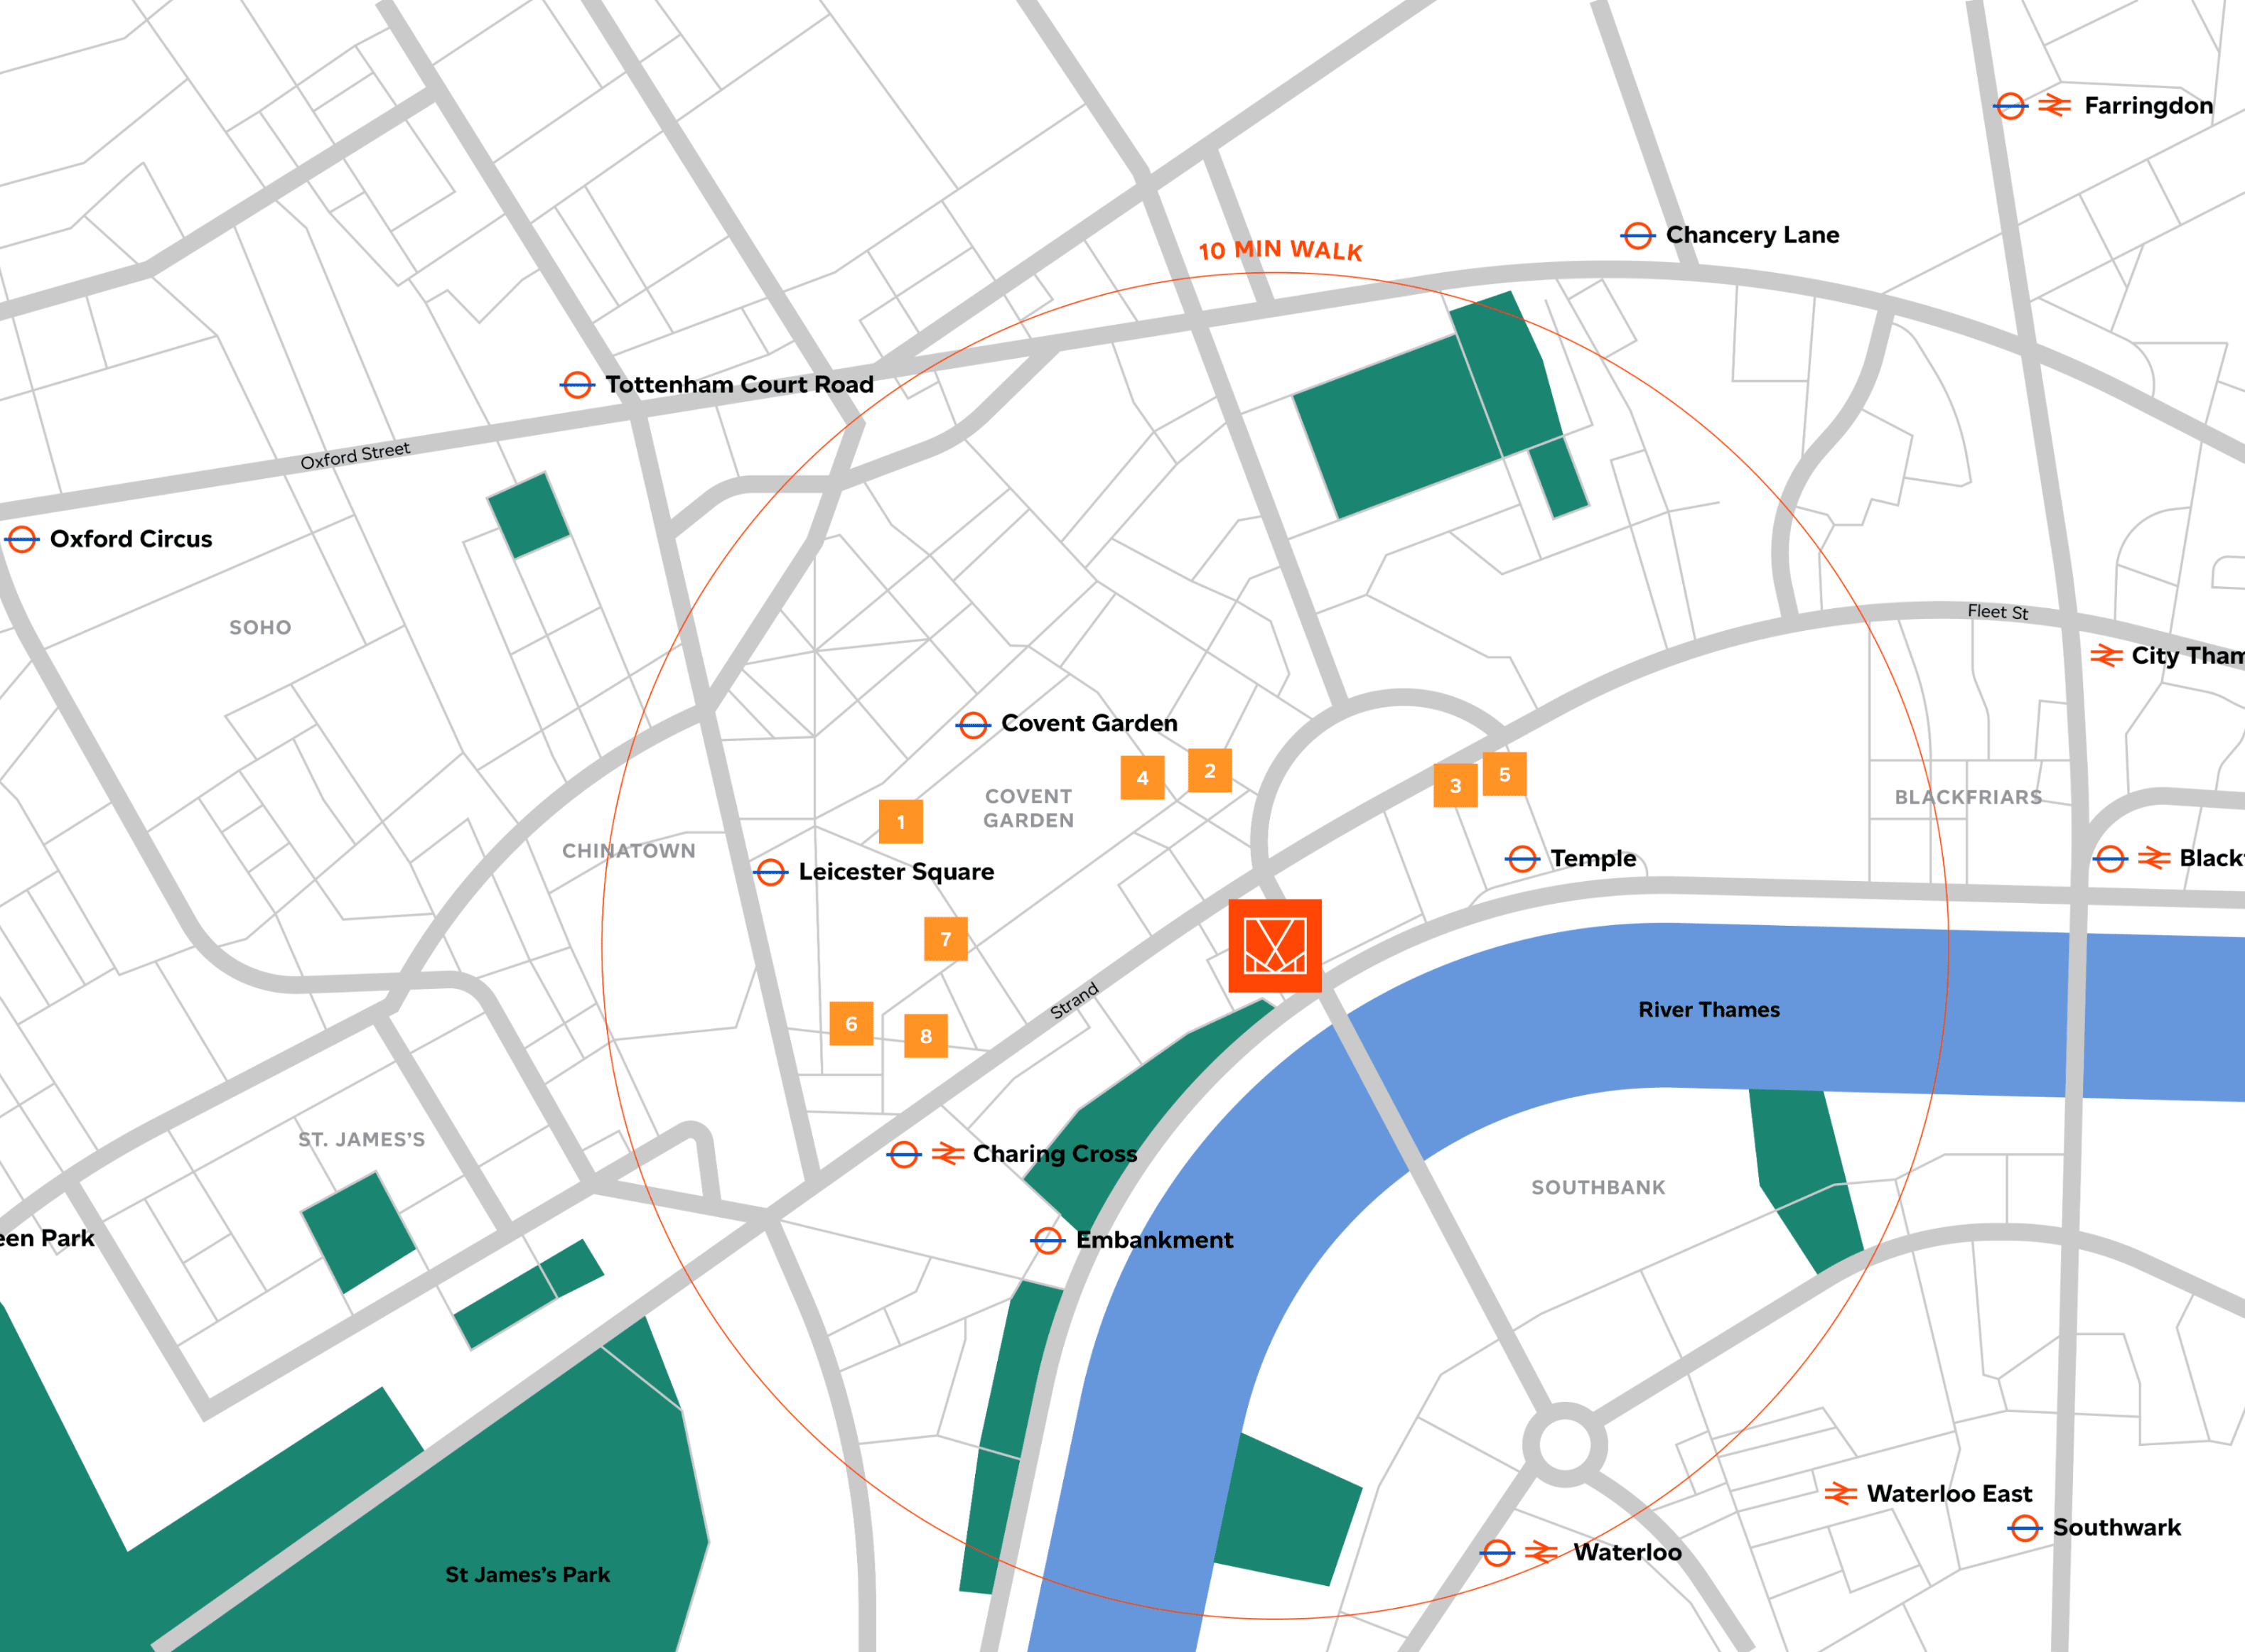 Farringdon
Chancery Lane
10 MIN WALK
Tottenham Court Road
Oxford Street
Oxford Circus
SOHO
Fleet St
City Tham
Covent Garden
4
2
3
5
COVENT
GARDEN
BLACKFRIARS
1
CHINATOWN
Leicester Square
Temple
Blackf
7
Strand
River Thames
6
8
ST. JAMES’S
Charing Cross
SOUTHBANK
een Park
Embankment
Waterloo East
Southwark
Waterloo
St James’s Park